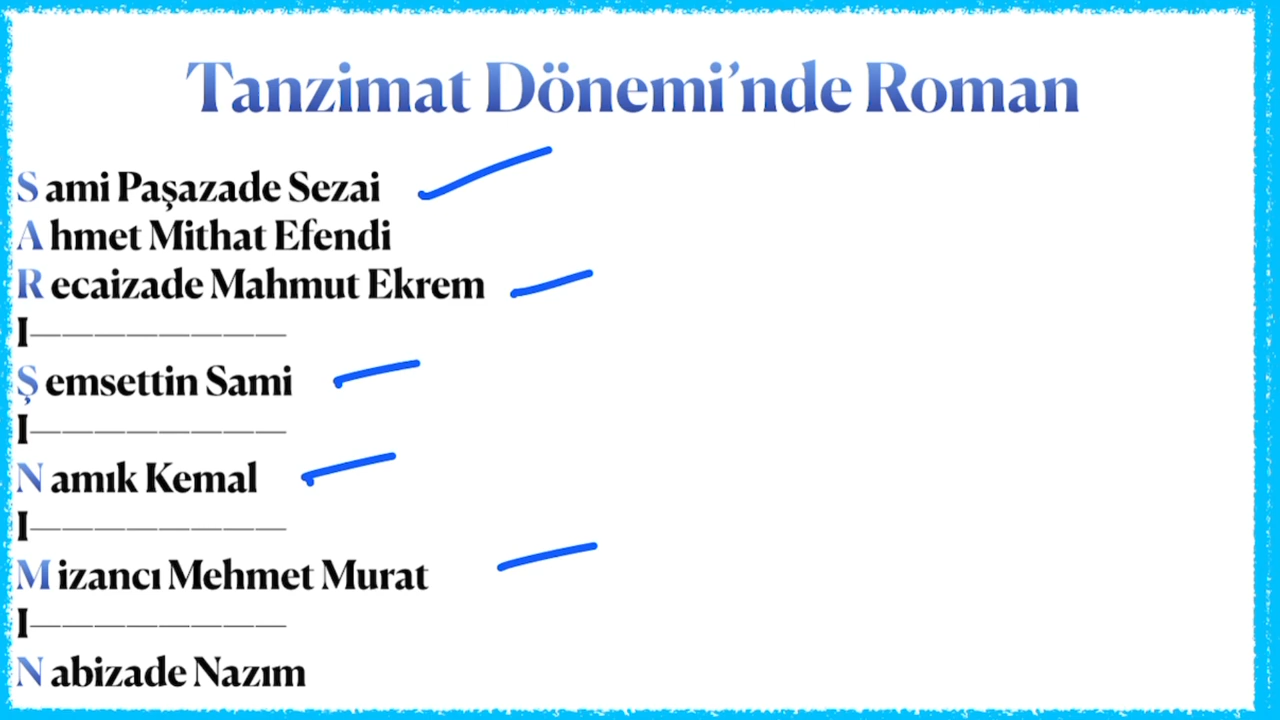 Tanzimat Dönemi’nde Roman
S ami Paşazade Sezai
A hmet Mithat Efendi
R ecaizade Mahmut Ekrem
I—————————
Ş emsettin Sami
I—————————
N amık Kemal
I—————————
M izancı Mehmet Murat
I—————————
N abizade Nazım